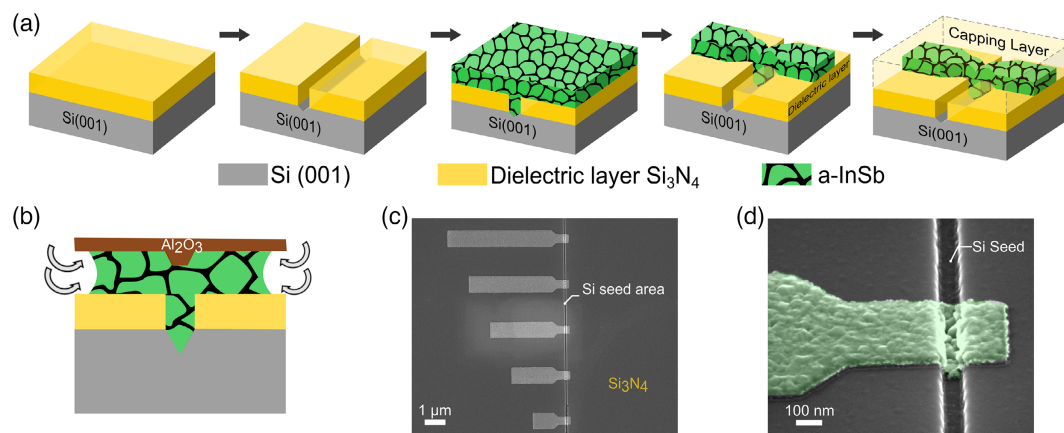 (a)
Si(001)
Si(001)
Si(001)
Si(001)
Dielectric layer
Capping Layer
Si(001)
Si (001)
Dielectric layer Si₃N₄
a-InSb
(b)
Al₂O₃
(c)
Si seed area
Si₃N₄
1 µm
(d)
Si Seed
100 nm